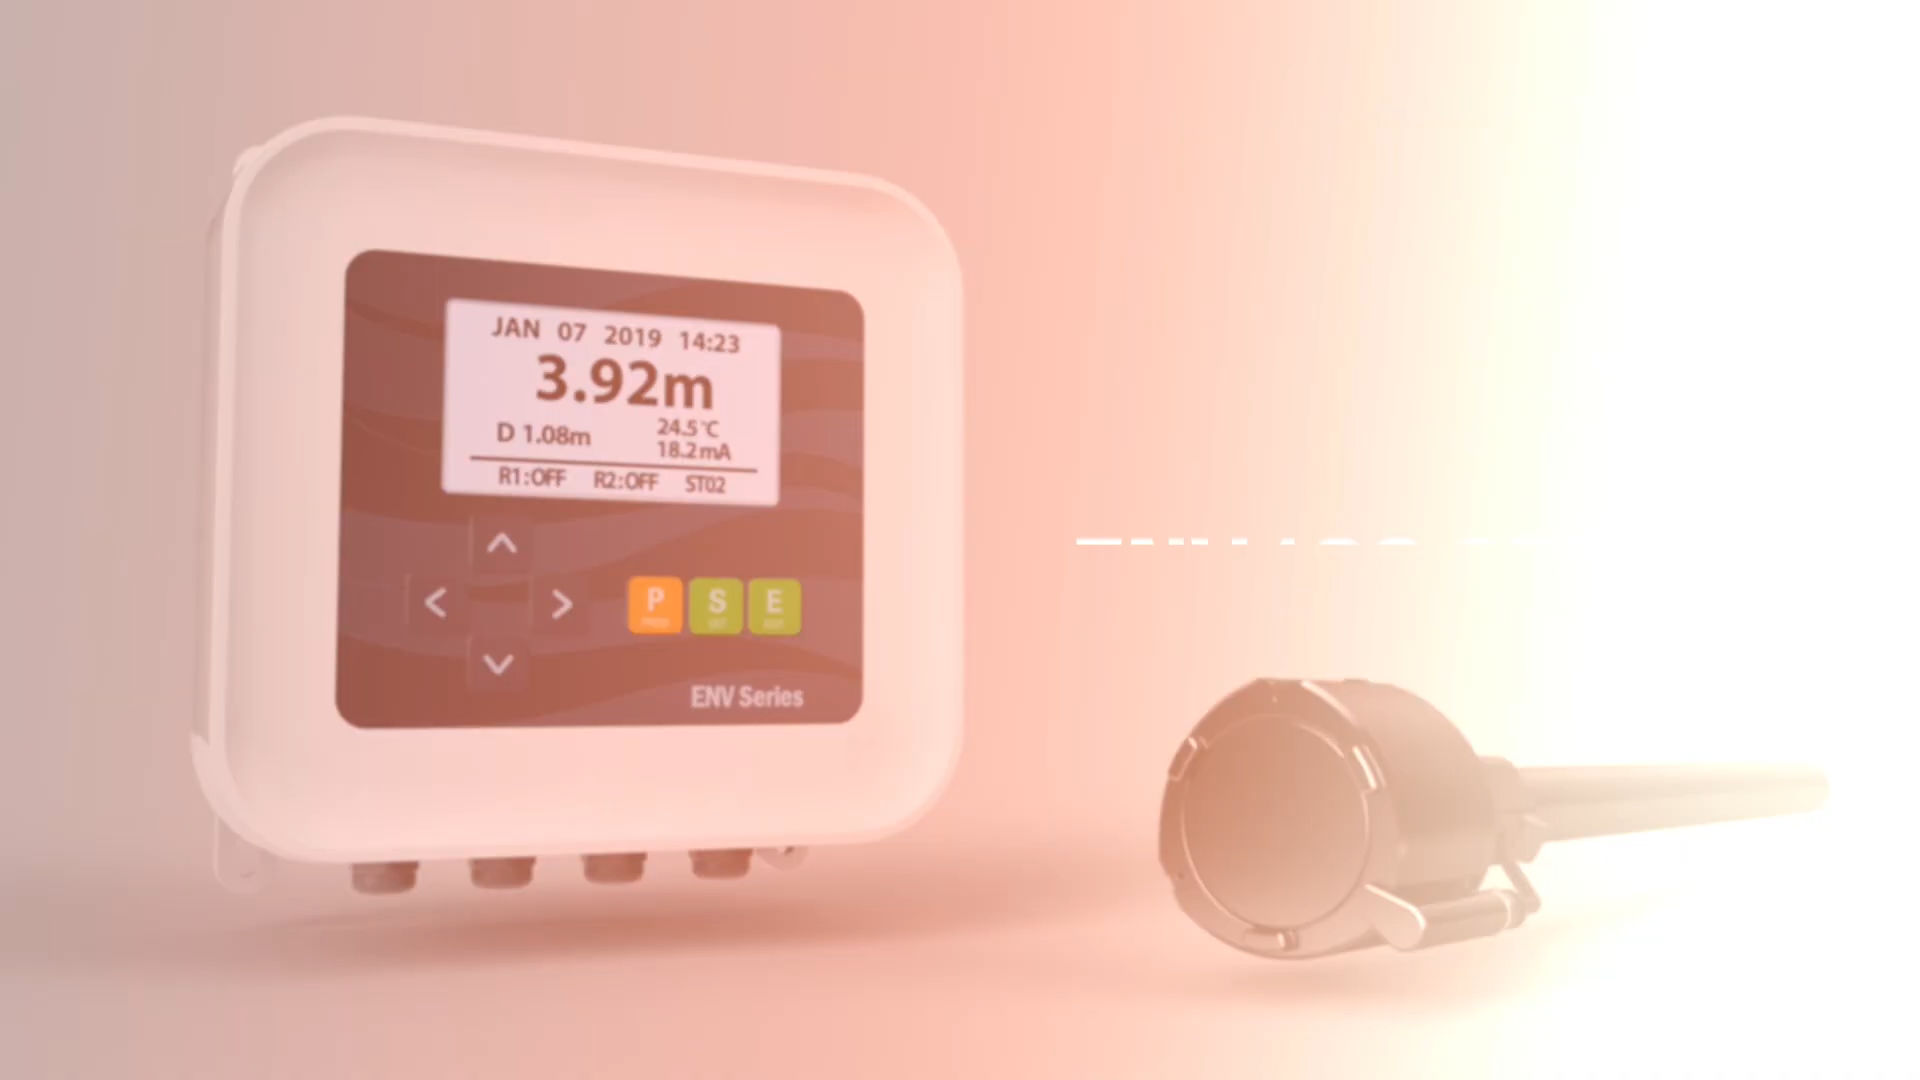 JAN 07 2019 14:23
3.92m
D 1.08m
24.5°C
18.2mA
R1:OFF R2:OFF ST02
P S E
ENV Series